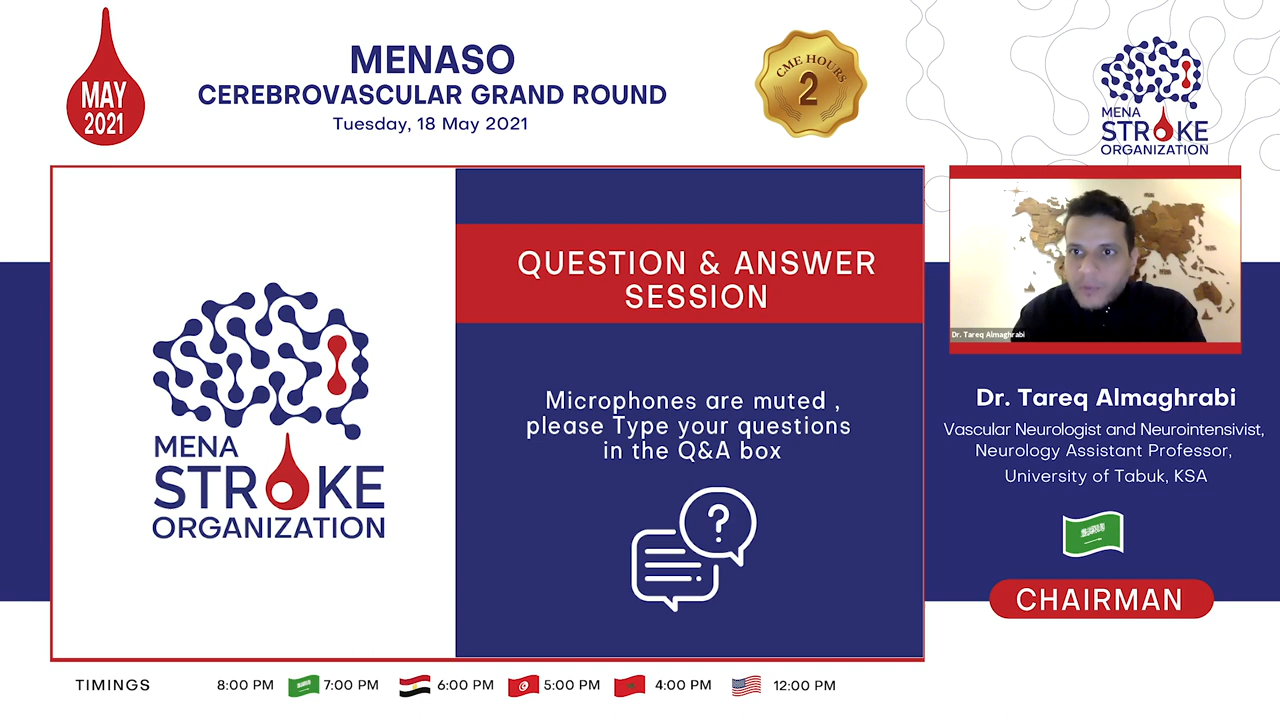 MAY
2021
MENASO
CEREBROVASCULAR GRAND ROUND
Tuesday, 18 May 2021
CME HOURS
2
MENA
STROKE
ORGANIZATION
MENA
STROKE
ORGANIZATION
QUESTION & ANSWER
SESSION
Microphones are muted ,
please Type your questions
in the Q&A box
?
Dr. Tareq Almaghrabi
Dr. Tareq Almaghrabi
Vascular Neurologist and Neurointensivist,
Neurology Assistant Professor,
University of Tabuk, KSA
CHAIRMAN
TIMINGS 8:00 PM 7:00 PM 6:00 PM 5:00 PM 4:00 PM 12:00 PM